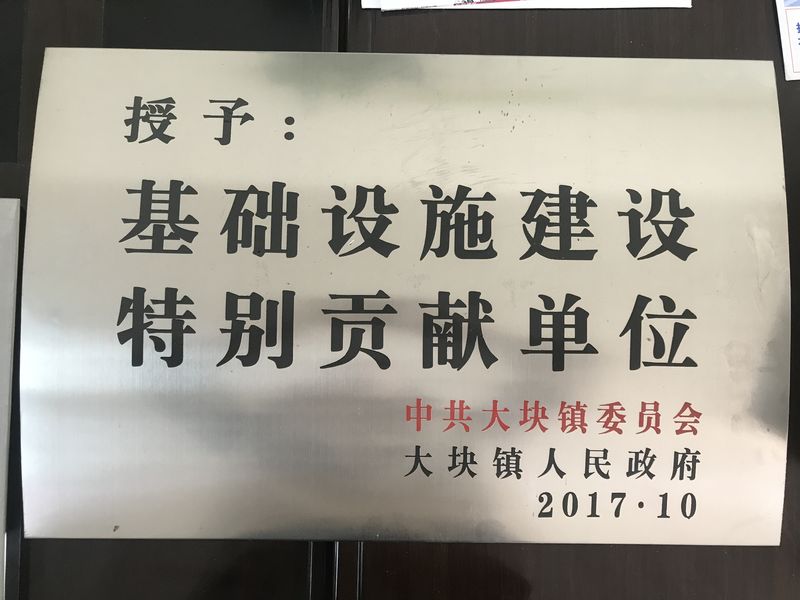 授予：
基础设施建设
特别贡献单位
中共大块镇委员会
大块镇人民政府
2017·10